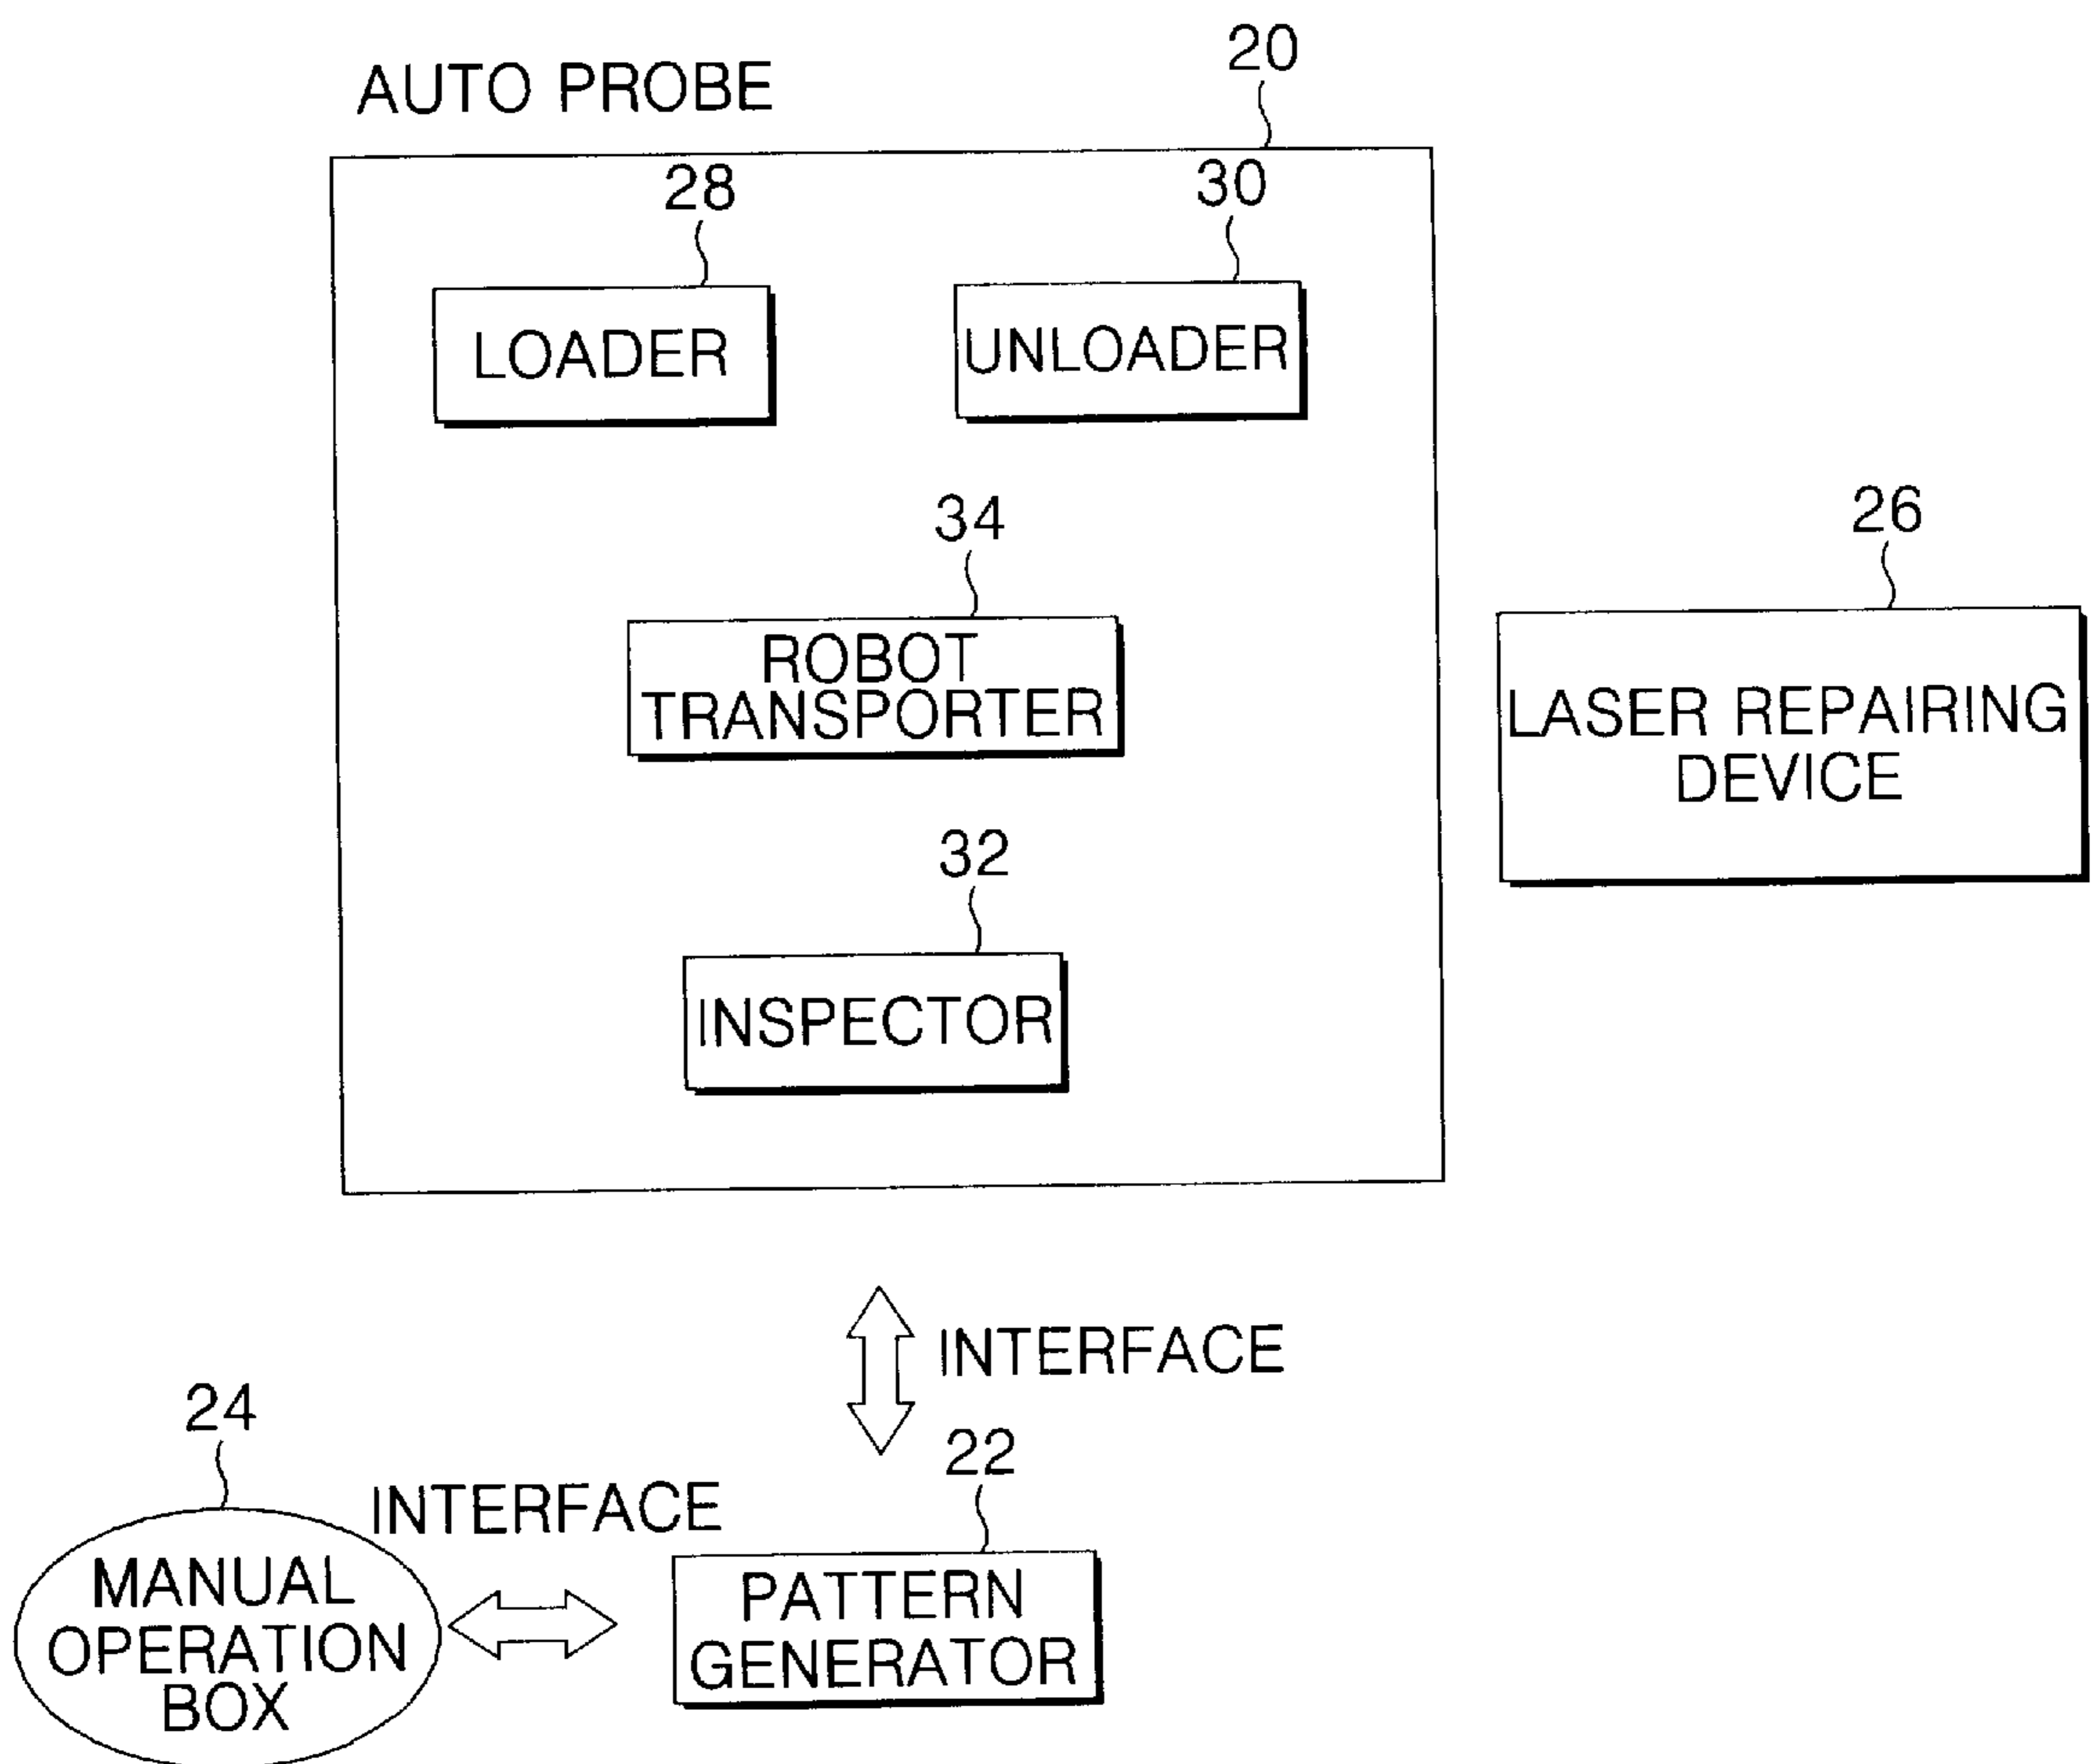 20
AUTO PROBE
28
30
LOADER
UNLOADER
34
26
ROBOT
TRANSPORTER
LASER REPAIRING
DEVICE
32
INSPECTOR
INTERFACE
24
22
INTERFACE
MANUAL
OPERATION
BOX
PATTERN
GENERATOR